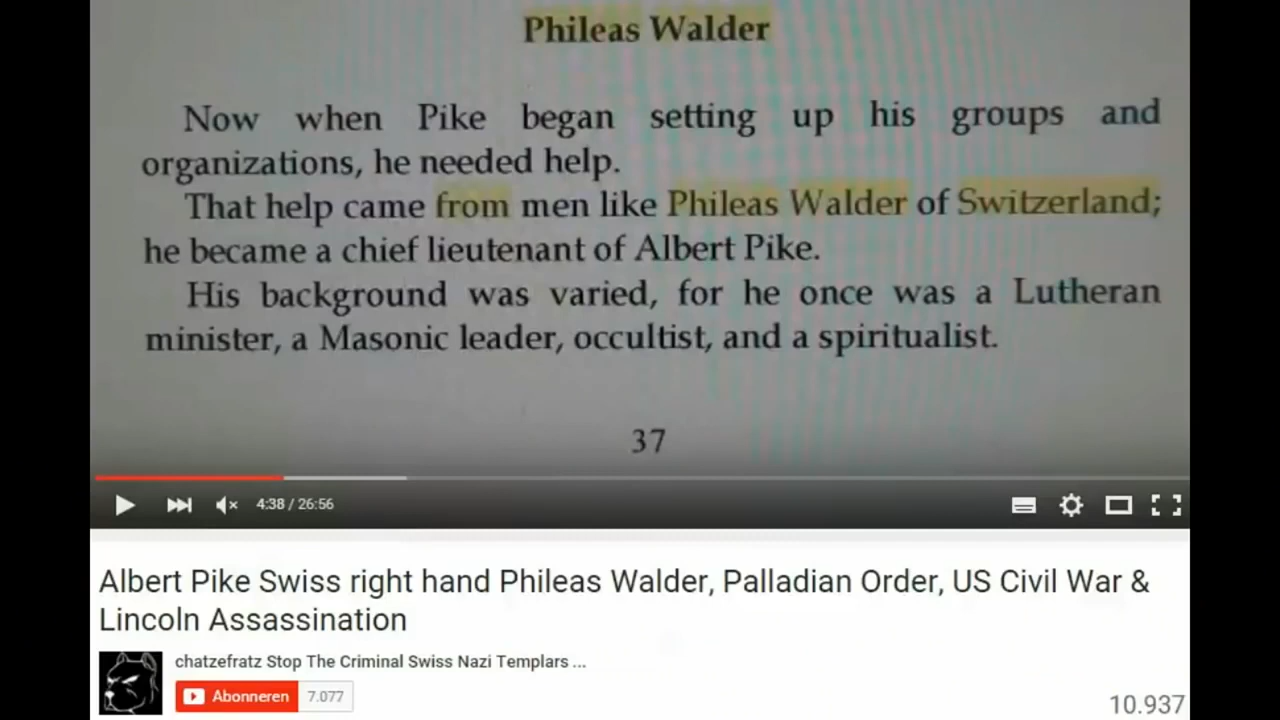 Phileas Walder
Now when Pike began setting up his groups and
organizations, he needed help.
That help came from men like Phileas Walder of Switzerland;
he became a chief lieutenant of Albert Pike.
His background was varied, for he once was a Lutheran
minister, a Masonic leader, occultist, and a spiritualist.
37
4:38 / 26:56
Albert Pike Swiss right hand Phileas Walder, Palladian Order, US Civil War &
Lincoln Assassination
chatzefratz Stop The Criminal Swiss Nazi Templars ...
Abonneren 7.077
10.937